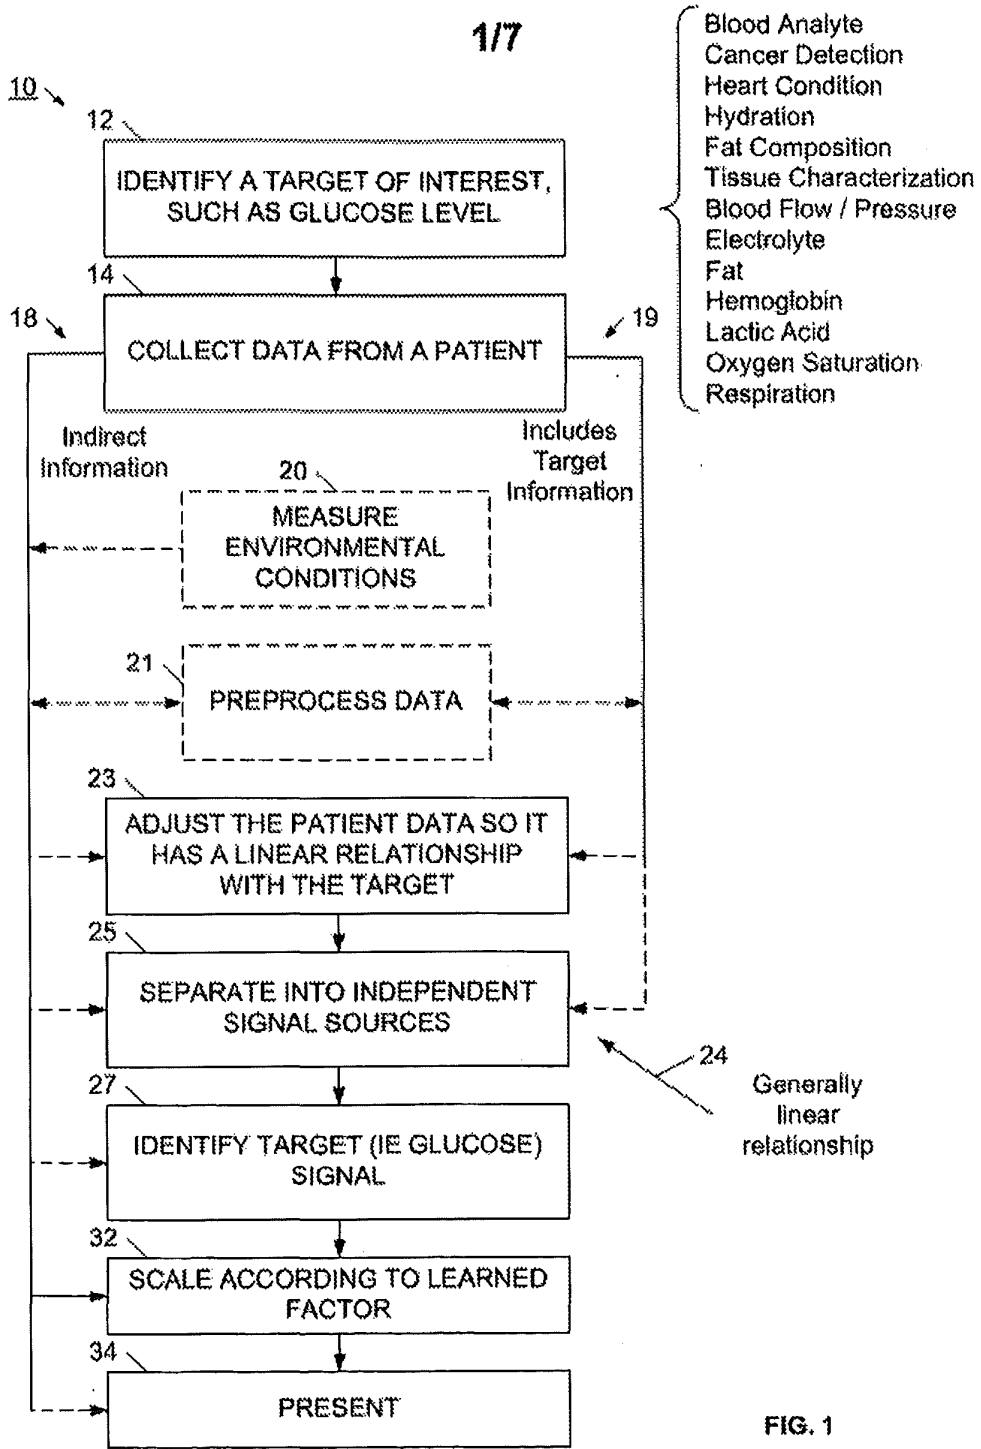 1/7
Blood Analyte
Cancer Detection
Heart Condition
Hydration
Fat Composition
Tissue Characterization
Blood Flow / Pressure
Electrolyte
Fat
Hemoglobin
Lactic Acid
Oxygen Saturation
Respiration
10
12
IDENTIFY A TARGET OF INTEREST,
SUCH AS GLUCOSE LEVEL
14
18
19
COLLECT DATA FROM A PATIENT
Indirect
Information
Includes
Target
Information
20
MEASURE
ENVIRONMENTAL
CONDITIONS
21
PREPROCESS DATA
23
ADJUST THE PATIENT DATA SO IT
HAS A LINEAR RELATIONSHIP
WITH THE TARGET
25
SEPARATE INTO INDEPENDENT
SIGNAL SOURCES
24
Generally
linear
relationship
27
IDENTIFY TARGET (IE GLUCOSE)
SIGNAL
32
SCALE ACCORDING TO LEARNED
FACTOR
34
PRESENT
FIG. 1